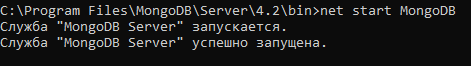 C:\Program Files\MongoDB\Server\4.2\bin>net start MongoDB
Служба "MongoDB Server" запускается.
Служба "MongoDB Server" успешно запущена.